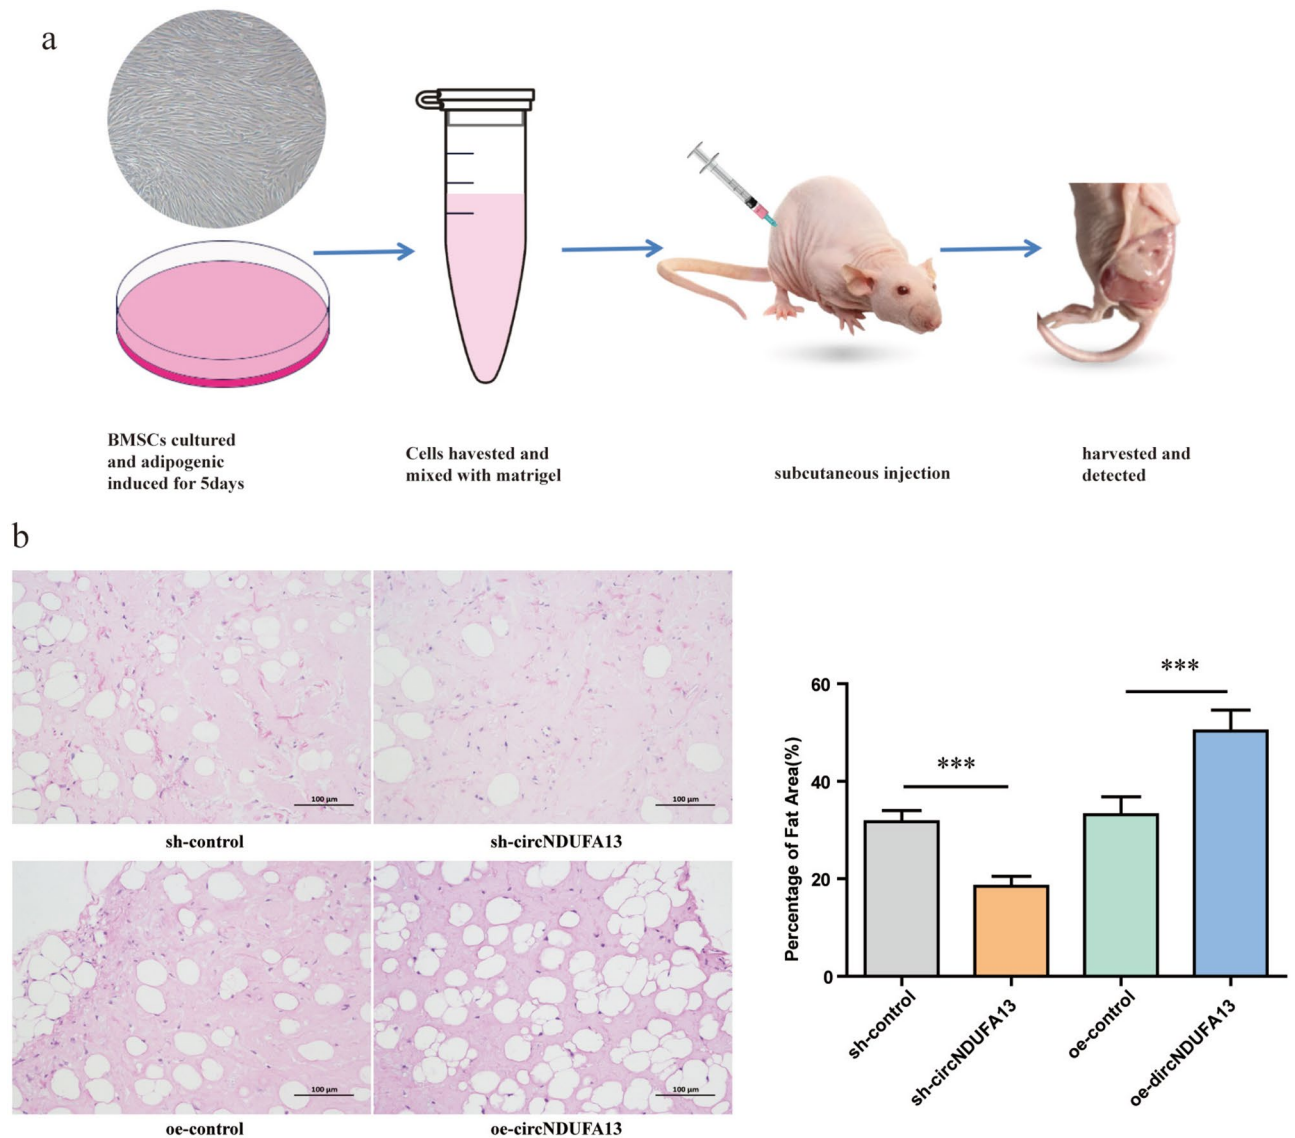 a
BMSCs cultured
and adipogenic
induced for 5days
Cells havested and
mixed with matrigel
subcutaneous injection
harvested and
detected
b
100 μm
100 μm
sh-control
sh-circNDUFA13
100 μm
100 μm
oe-control
oe-circNDUFA13
Percentage of Fat Area(%)
60
40
20
0
***
***
sh-control
sh-circNDUFA13
oe-control
oe-dircNDUFA13